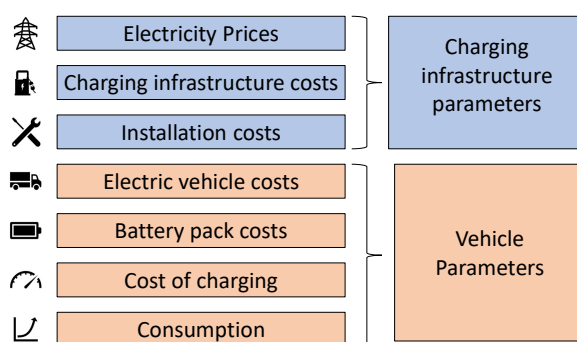 Electricity Prices
Charging infrastructure costs
Installation costs
Charging
infrastructure
parameters
Electric vehicle costs
Battery pack costs
Cost of charging
Consumption
Vehicle
Parameters